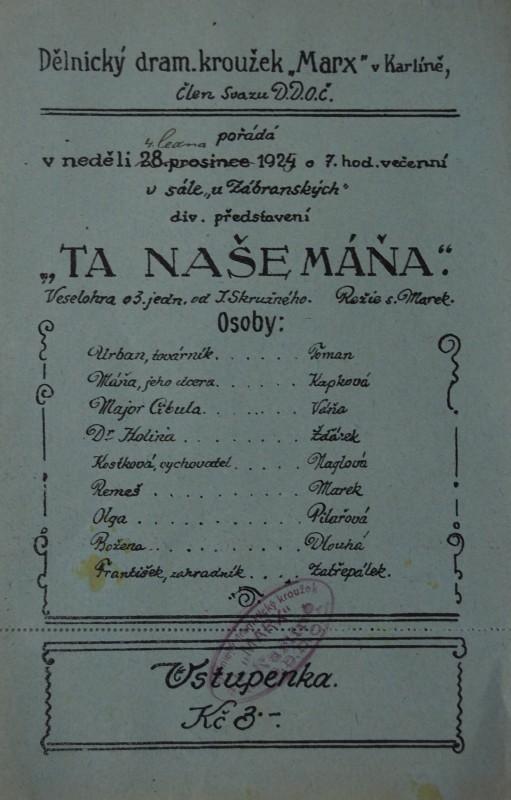 Dělnický dram. kroužek „Marx" v Karlíně,
člen Svazu D.D.O.Č.
4. ledna pořádá
v neděli 28. prosince 1925 o 7. hod. večerní
v sále „u Zábranských"
div. představení
„TA NAŠE MÁŇA."
Veselohra o 3. jedn. od I. Skružného. Režie s. Marek.
Osoby:
Urban, továrník . . . . . . Toman
Máňa, jeho dcera . . . . . Kapková
Major Cibula . . . . . . Váňa
Dr. Holina . . . . . . . . Žďárek
Kostková, vychovatel . . . . . Naglová
Remeš . . . . . . . . . Marek
Olga . . . . . . . . . . Pilařová
Božena . . . . . . . . . Dlouhá
František, zahradník . . . . Zatřepálek.
Vstupenka.
Kč 3·–.